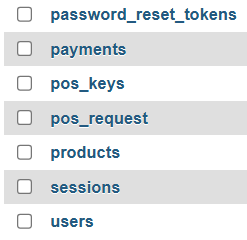 password_reset_tokens
payments
pos_keys
pos_request
products
sessions
users